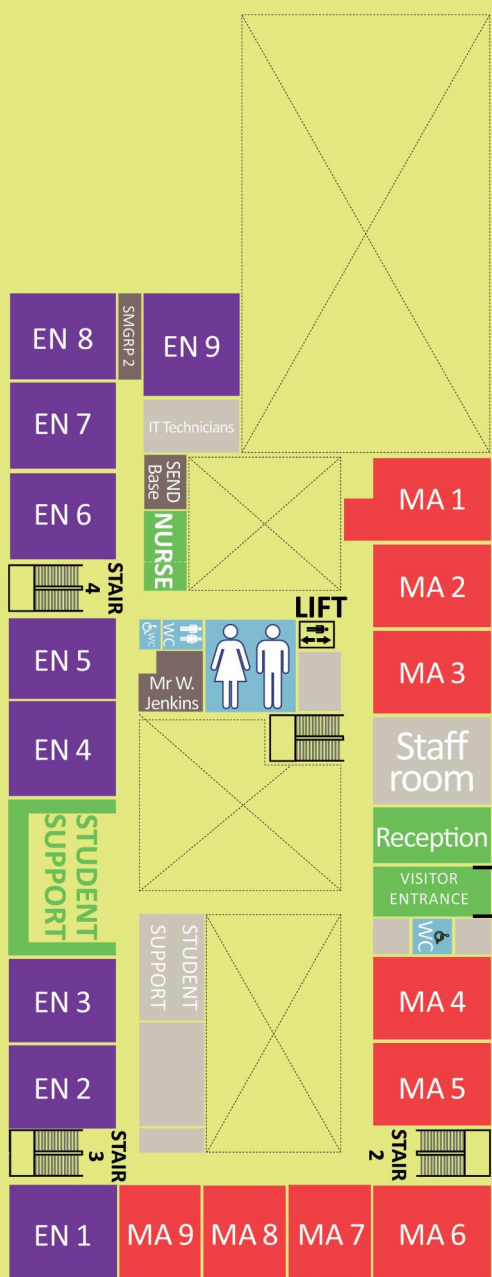 EN 8
SMGRP 2
EN 9
EN 7
IT Technicians
SEND
Base
MA 1
EN 6
NURSE
MA 2
STAIR
4
LIFT
EN 5
WC
WC
MA 3
Mr W.
Jenkins
EN 4
Staff
room
STUDENT
SUPPORT
Reception
VISITOR
ENTRANCE
STUDENT
SUPPORT
WC
EN 3
MA 4
EN 2
MA 5
STAIR
3
STAIR
2
EN 1
MA 9
MA 8
MA 7
MA 6